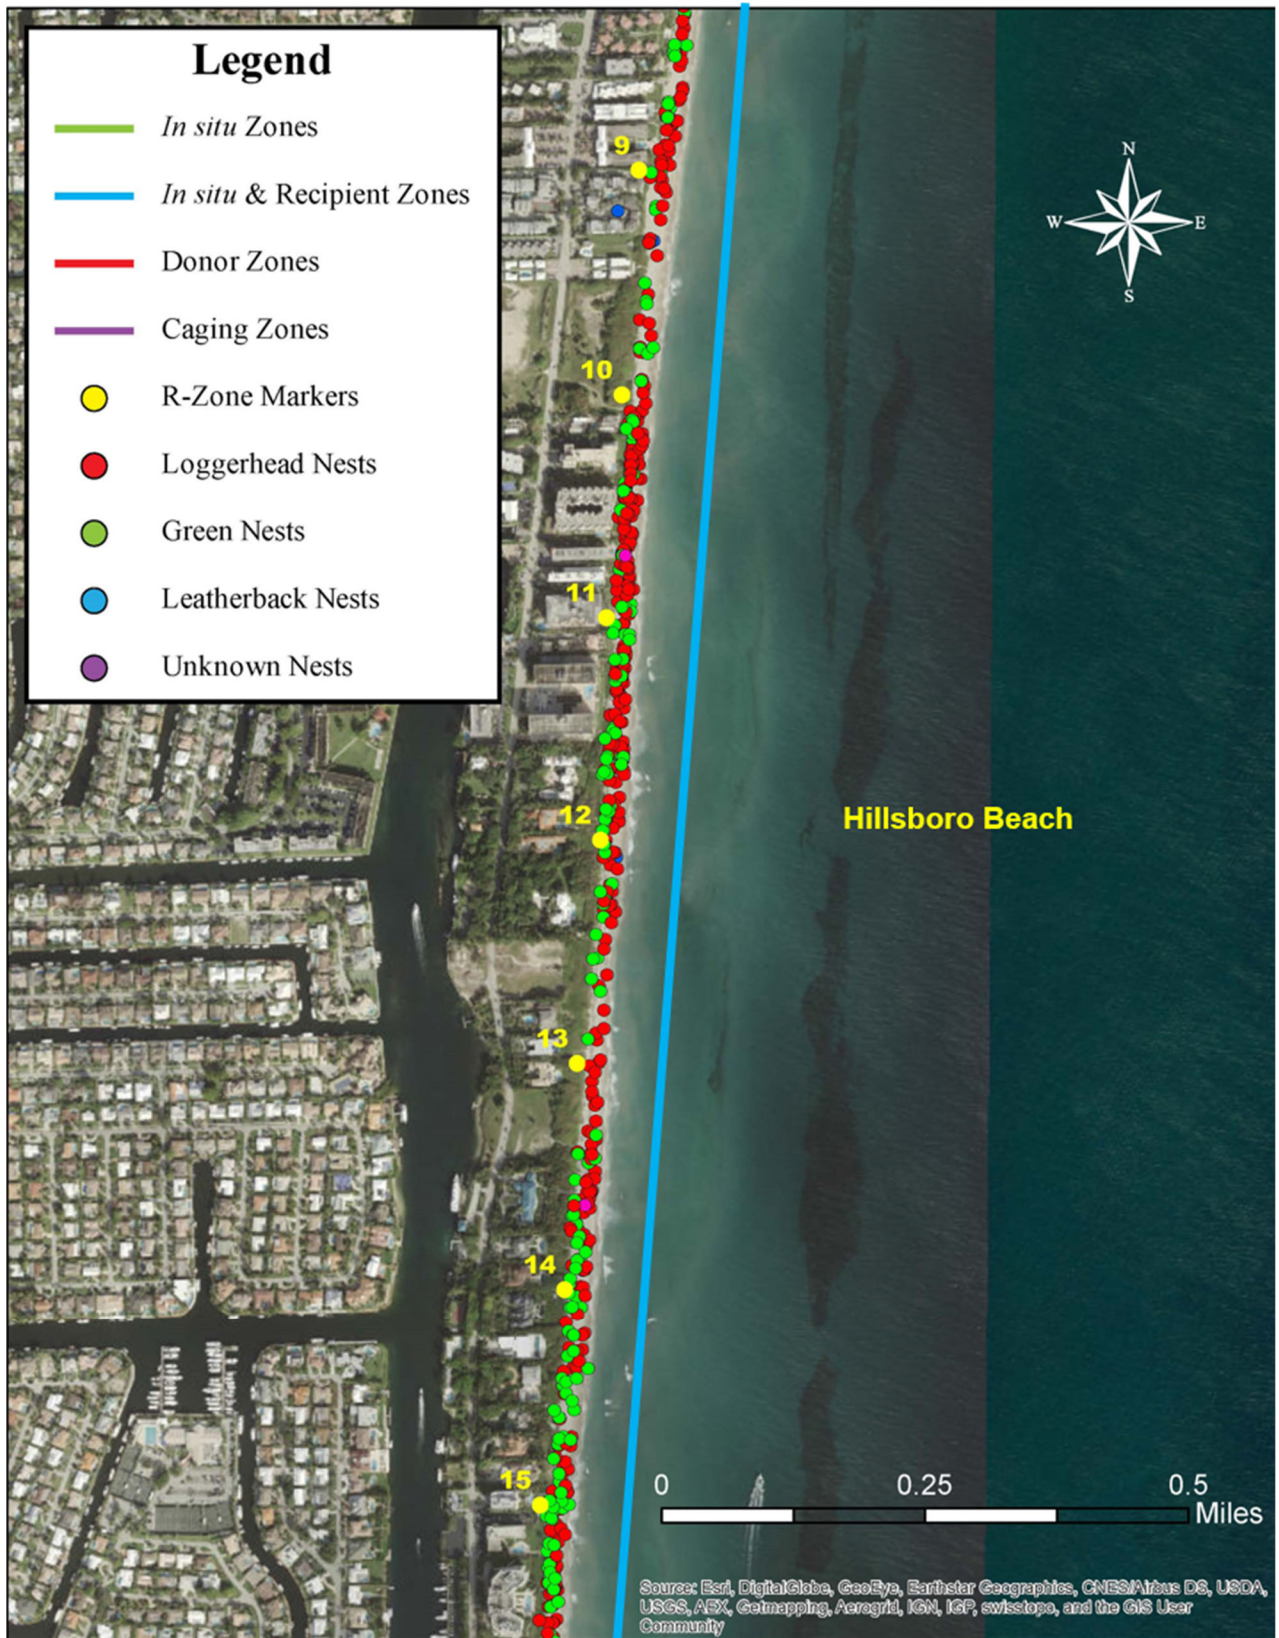 Legend
In situ Zones
In situ & Recipient Zones
Donor Zones
Caging Zones
R-Zone Markers
Loggerhead Nests
Green Nests
Leatherback Nests
Unknown Nests
N
W
E
S
9
10
11
12
Hillsboro Beach
13
14
15
0 0.25 0.5
Miles
Source: Esri, DigitalGlobe, GeoEye, Earthstar Geographics, CNES/Airbus DS, USDA,
USGS, AEX, Getmapping, Aerogrid, IGN, IGP, swisstopo, and the GIS User
Community